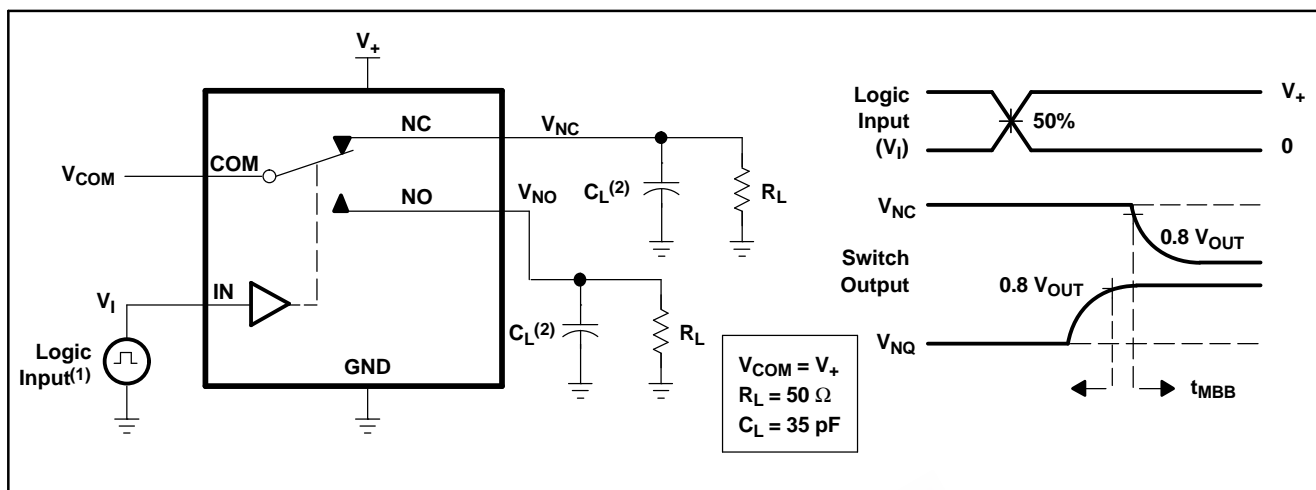 V+
NC
VNC
COM
VCOM
CL(2)
RL
NO
VNO
IN
VI
CL(2)
RL
Logic
Input(1)
GND
VCOM = V+
RL = 50 Ω
CL = 35 pF
Logic
Input
(VI)
V+
50%
0
VNC
0.8 VOUT
Switch
Output
0.8 VOUT
VNQ
tMBB